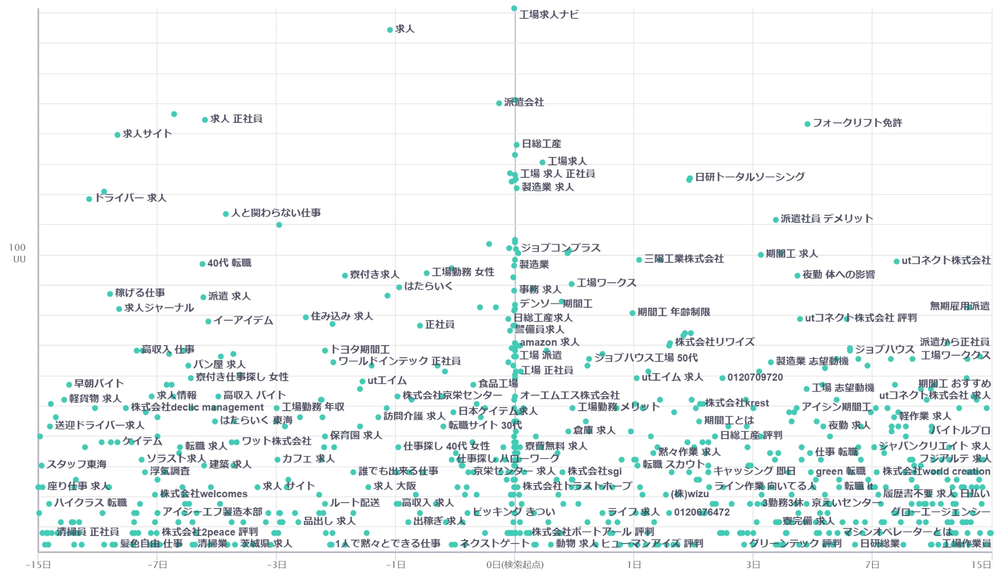 工場求人ナビ
求人
派遣会社
求人 正社員
フォークリフト免許
求人サイト
日総工産
工場求人
工場 求人 正社員
日研トータルソーシング
製造業 求人
ドライバー 求人
人と関わらない仕事
派遣社員 デメリット
100
UU
ジョブコンプラス
期間工 求人
三陽工業株式会社
utコネクト株式会社
40代 転職
製造業
工場勤務 女性
寮付き求人
夜勤 体への影響
工場ワークス
はたらいく
事務 求人
稼げる仕事
派遣 求人
デンソー 期間工
無期雇用派遣
求人ジャーナル
期間工 年齢制限
住み込み 求人
日総工産求人
utコネクト株式会社 評判
イーアイデム
正社員
警備員求人
amazon 求人
株式会社リワイズ
派遣から正社員
高収入 仕事
トヨタ期間工
ジョブハウス
工場 派遣
ジョブハウス工場 50代
工場ワーククス
ワールドインテック 正社員
製造業 志望動機
パン屋 求人
工場 正社員
寮付き仕事探し 女性
utエイム 求人
0120709720
utエイム
早朝バイト
食品工場
期間工 おすすめ
工場 志望動機
求人情報
高収入 バイト
株式会社京栄センター
オーエムエス株式会社
utコネクト株式会社 求人
軽貨物 求人
株式会社krest
株式会社declic management
工場勤務 年収
工場勤務 メリット
アイシン期間工
日本ケイテム求人
訪問介護 求人
軽作業 求人
はたらいく 東海
期間工とは
送迎ドライバー求人
転職サイト 30代
夜勤 求人
倉庫 求人
バイトルプロ
保育園 求人
日総工産 評判
ケイテム
ワット株式会社
転職 求人
仕事探し 40代 女性
寮費無料 求人
ジャパンクリエイト 求人
黙々作業 求人
仕事 転職
ソラスト求人
カフェ 求人
仕事探し ハローワーク
フジアルテ 求人
スタッフ東海
建築 求人
転職 スカウト
浮気調査
誰でも出来る仕事
京栄センター 求人
株式会社sgi
キャッシング 即日
green 転職
株式会社world creation
座り仕事 求人
求人 サイト
求人 大阪
株式会社トラストホープ
ライン作業 向いてる人
転職 it
株式会社welcomes
(株)wizu
履歴書不要 求人 日払い
ハイクラス 転職
ルート配送
高収入 求人
3勤務3休
京えいセンター
アイジーエフ製造本部
ピッキング きつい
ライフ 求人
0120676472
グローエージェンシー
品出し 求人
出稼ぎ 求人
寮完備 求人
清掃員 正社員
株式会社2peace 評判
株式会社ポートアール 評判
マシンオペレーターとは
髪色自由 仕事
清掃業
茨城県 求人
1人で黙々とできる仕事
ネクストゲート
動物 求人
ヒューマンアイズ 評判
グリーンテック 評判
日研総業
工場作業員
-15日
-7日
-3日
-1日
0日(検索起点)
1日
3日
7日
15日